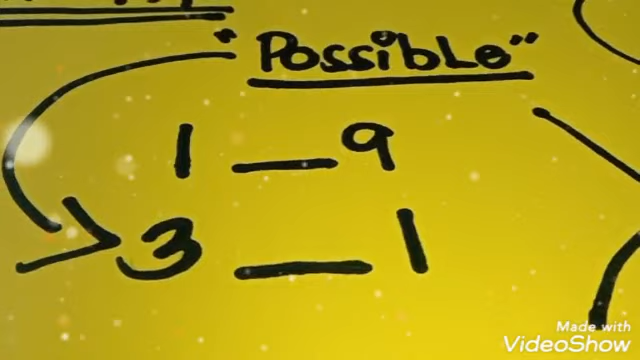 "Possible"
1 — 9
3 — 1
Made with
VideoShow